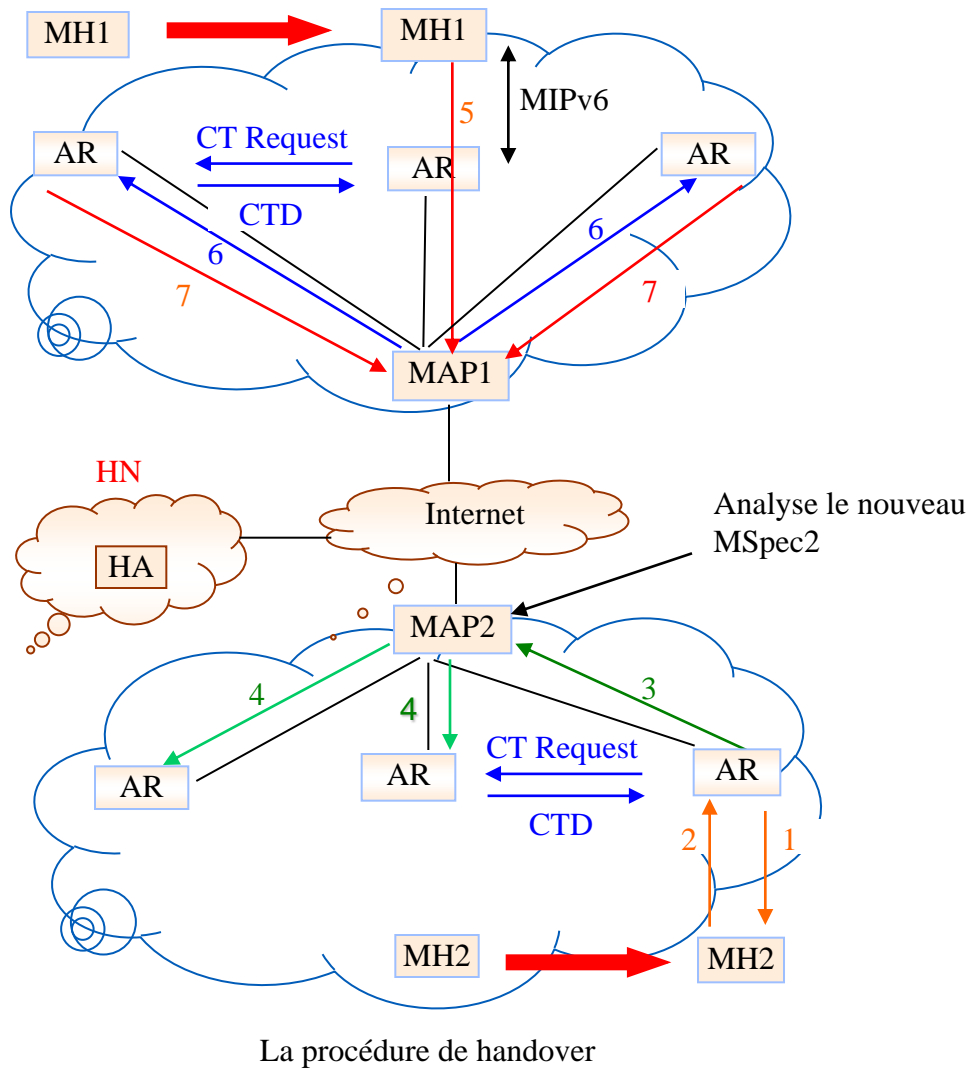 MH1
MH1
MIPv6
5
AR
CT Request
AR
AR
CTD
6
6
7
7
MAP1
HN
Internet
Analyse le nouveau
MSpec2
HA
MAP2
4
4
3
CT Request
AR
AR
AR
CTD
2
1
MH2
MH2
La procédure de handover